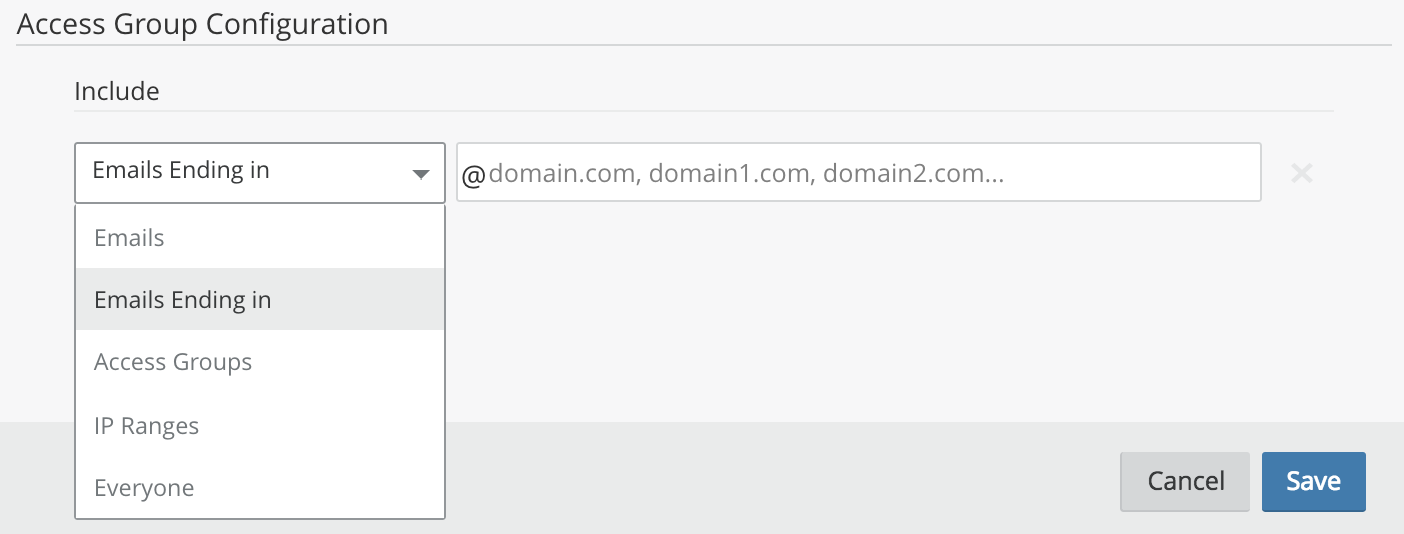 Access Group Configuration
Include
Emails Ending in
@domain.com, domain1.com, domain2.com...
Emails
Emails Ending in
Access Groups
IP Ranges
Everyone
Cancel Save